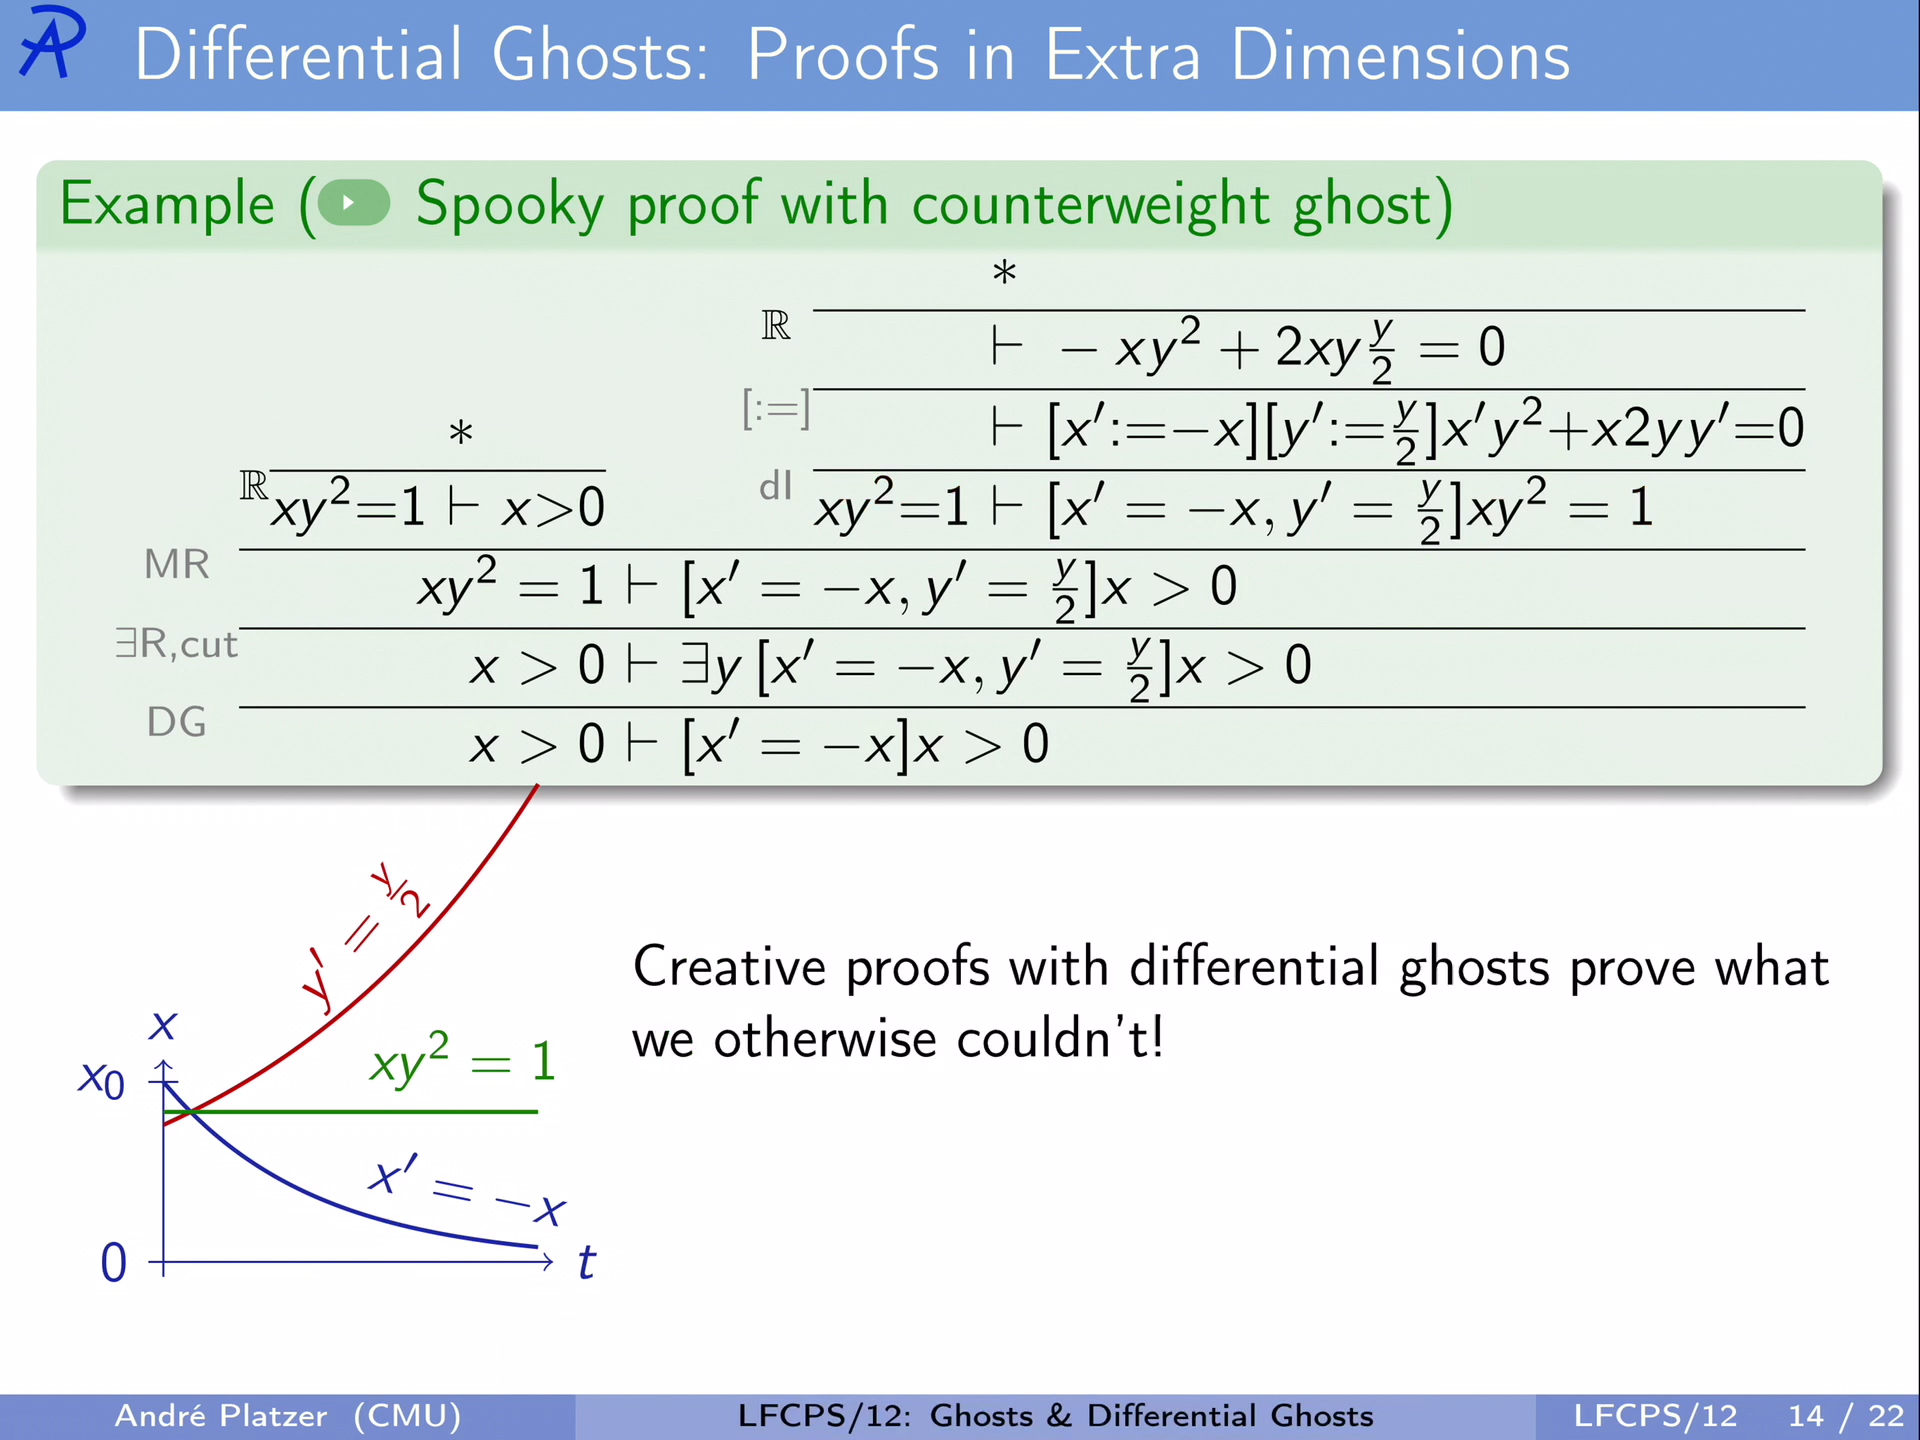 Differential Ghosts: Proofs in Extra Dimensions
Example ( Spooky proof with counterweight ghost)
*
ℝ
⊢ −xy² + 2xy y/2 = 0
[:=]
⊢ [x′:=−x][y′:=y/2]x′y²+x2yy′=0
*
ℝ xy²=1 ⊢ x>0
dI xy²=1 ⊢ [x′ = −x, y′ = y/2]xy² = 1
MR xy² = 1 ⊢ [x′ = −x, y′ = y/2]x > 0
∃R,cut x > 0 ⊢ ∃y [x′ = −x, y′ = y/2]x > 0
DG x > 0 ⊢ [x′ = −x]x > 0
y′ = y/2
x
x₀
xy² = 1
x′ = −x
0
t
Creative proofs with differential ghosts prove what
we otherwise couldn't!
André Platzer (CMU) LFCPS/12: Ghosts & Differential Ghosts LFCPS/12 14 / 22